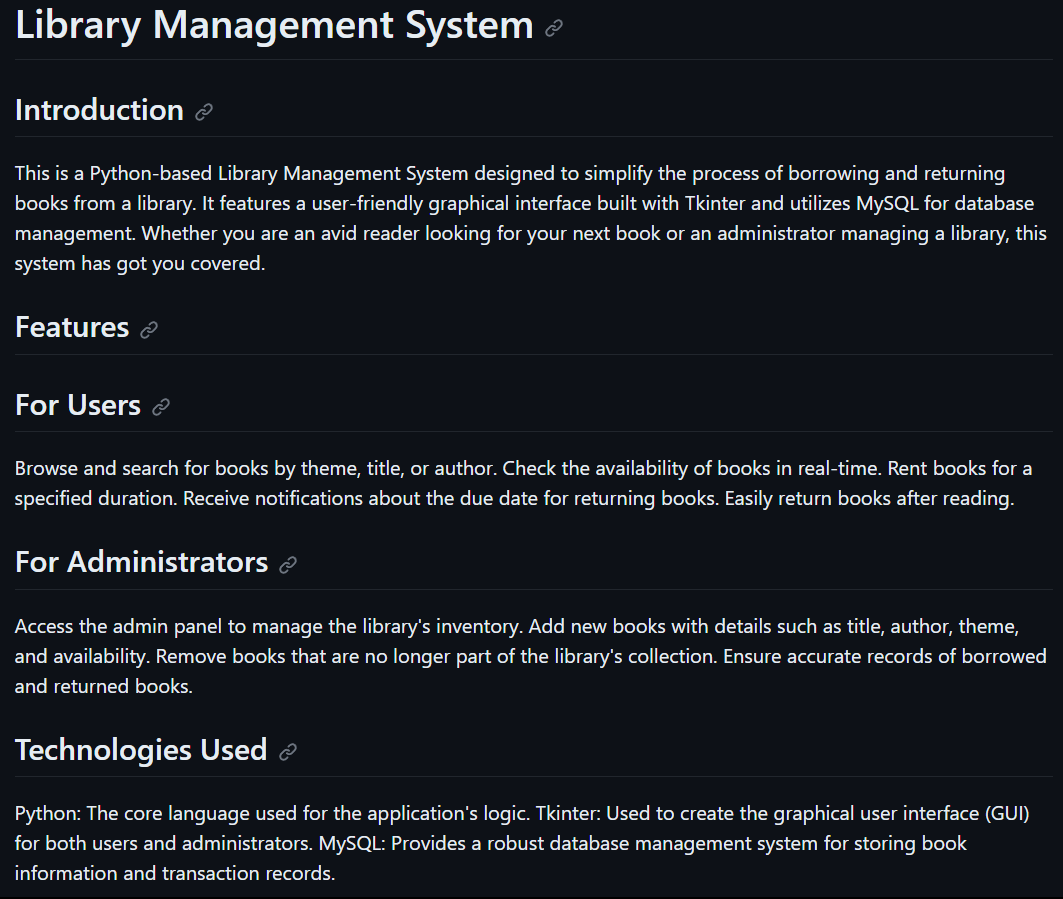 Library Management System
Introduction
This is a Python-based Library Management System designed to simplify the process of borrowing and returning
books from a library. It features a user-friendly graphical interface built with Tkinter and utilizes MySQL for database
management. Whether you are an avid reader looking for your next book or an administrator managing a library, this
system has got you covered.
Features
For Users
Browse and search for books by theme, title, or author. Check the availability of books in real-time. Rent books for a
specified duration. Receive notifications about the due date for returning books. Easily return books after reading.
For Administrators
Access the admin panel to manage the library's inventory. Add new books with details such as title, author, theme,
and availability. Remove books that are no longer part of the library's collection. Ensure accurate records of borrowed
and returned books.
Technologies Used
Python: The core language used for the application's logic. Tkinter: Used to create the graphical user interface (GUI)
for both users and administrators. MySQL: Provides a robust database management system for storing book
information and transaction records.